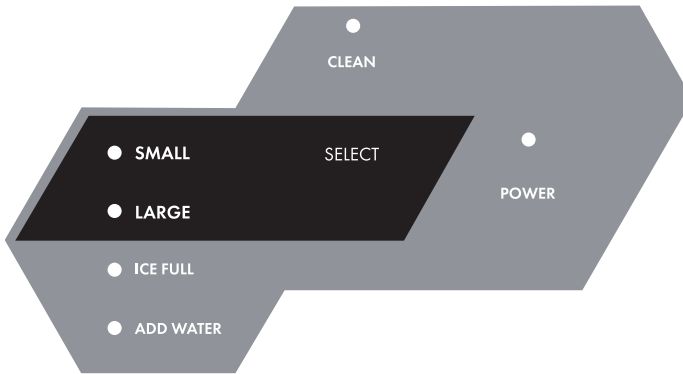 CLEAN
SMALL
SELECT
LARGE
POWER
ICE FULL
ADD WATER